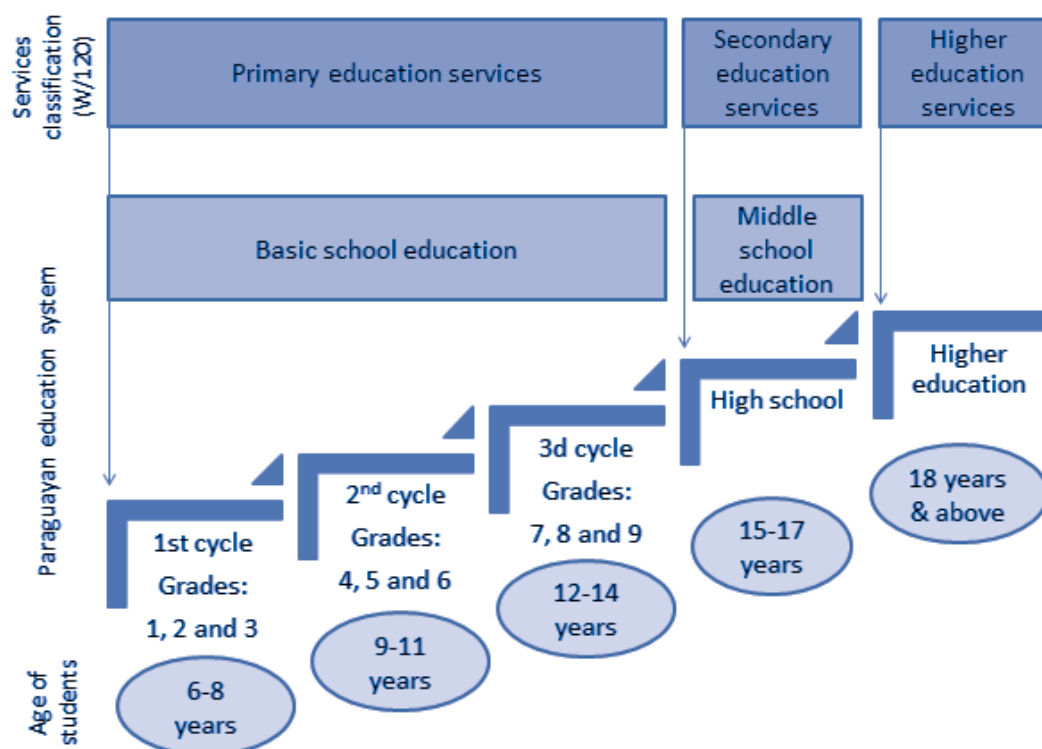 Services
classification
(W/120)
Primary education services
Secondary
education
services
Higher
education
services
Paraguayan education system
Basic school education
Middle
school
education
1st cycle
Grades:
1, 2 and 3
2nd cycle
Grades:
4, 5 and 6
3d cycle
Grades:
7, 8 and 9
High school
Higher
education
Age of
students
6-8
years
9-11
years
12-14
years
15-17
years
18 years
& above